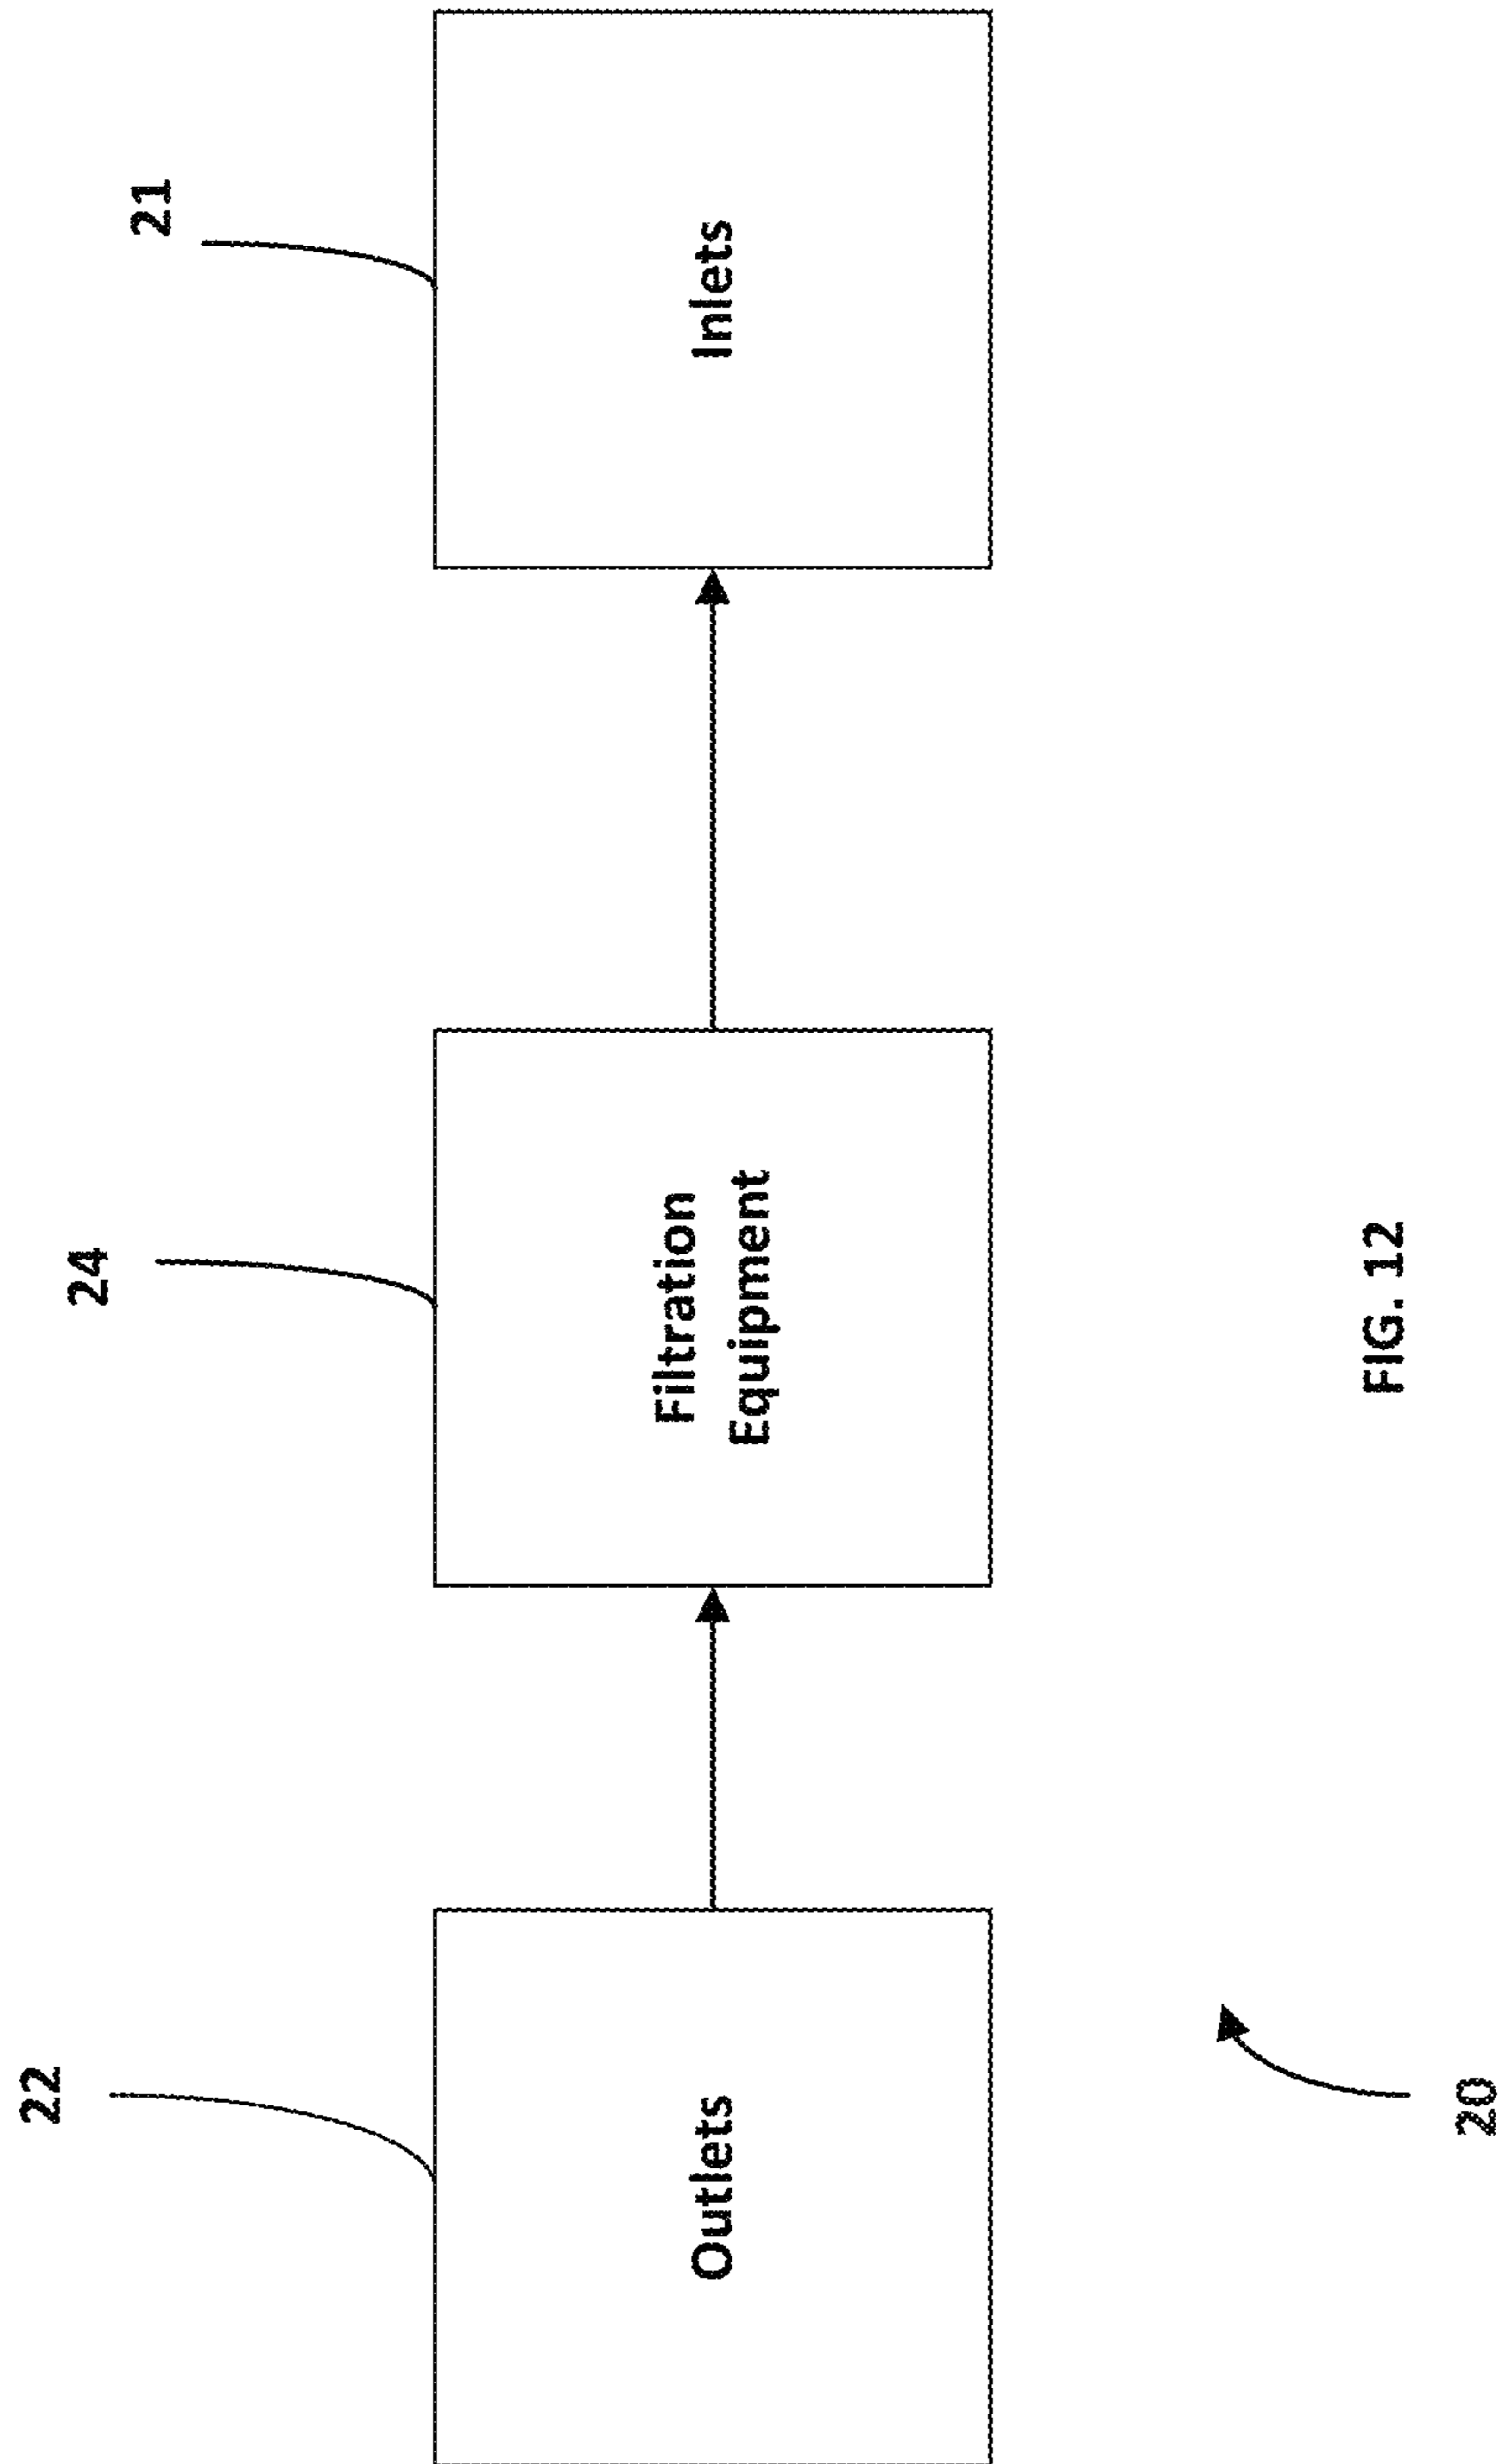 22
24
21
Outlets
Filtration
Equipment
Inlets
20
FIG. 12